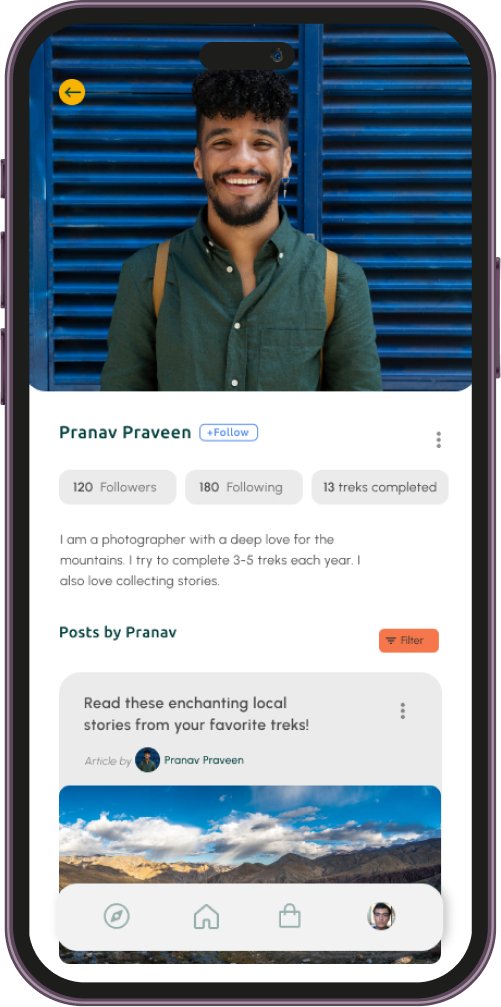 Pranav Praveen +Follow
120 Followers 180 Following 13 treks completed
I am a photographer with a deep love for the
mountains. I try to complete 3-5 treks each year. I
also love collecting stories.
Posts by Pranav
Filter
Read these enchanting local
stories from your favorite treks!
Article by Pranav Praveen